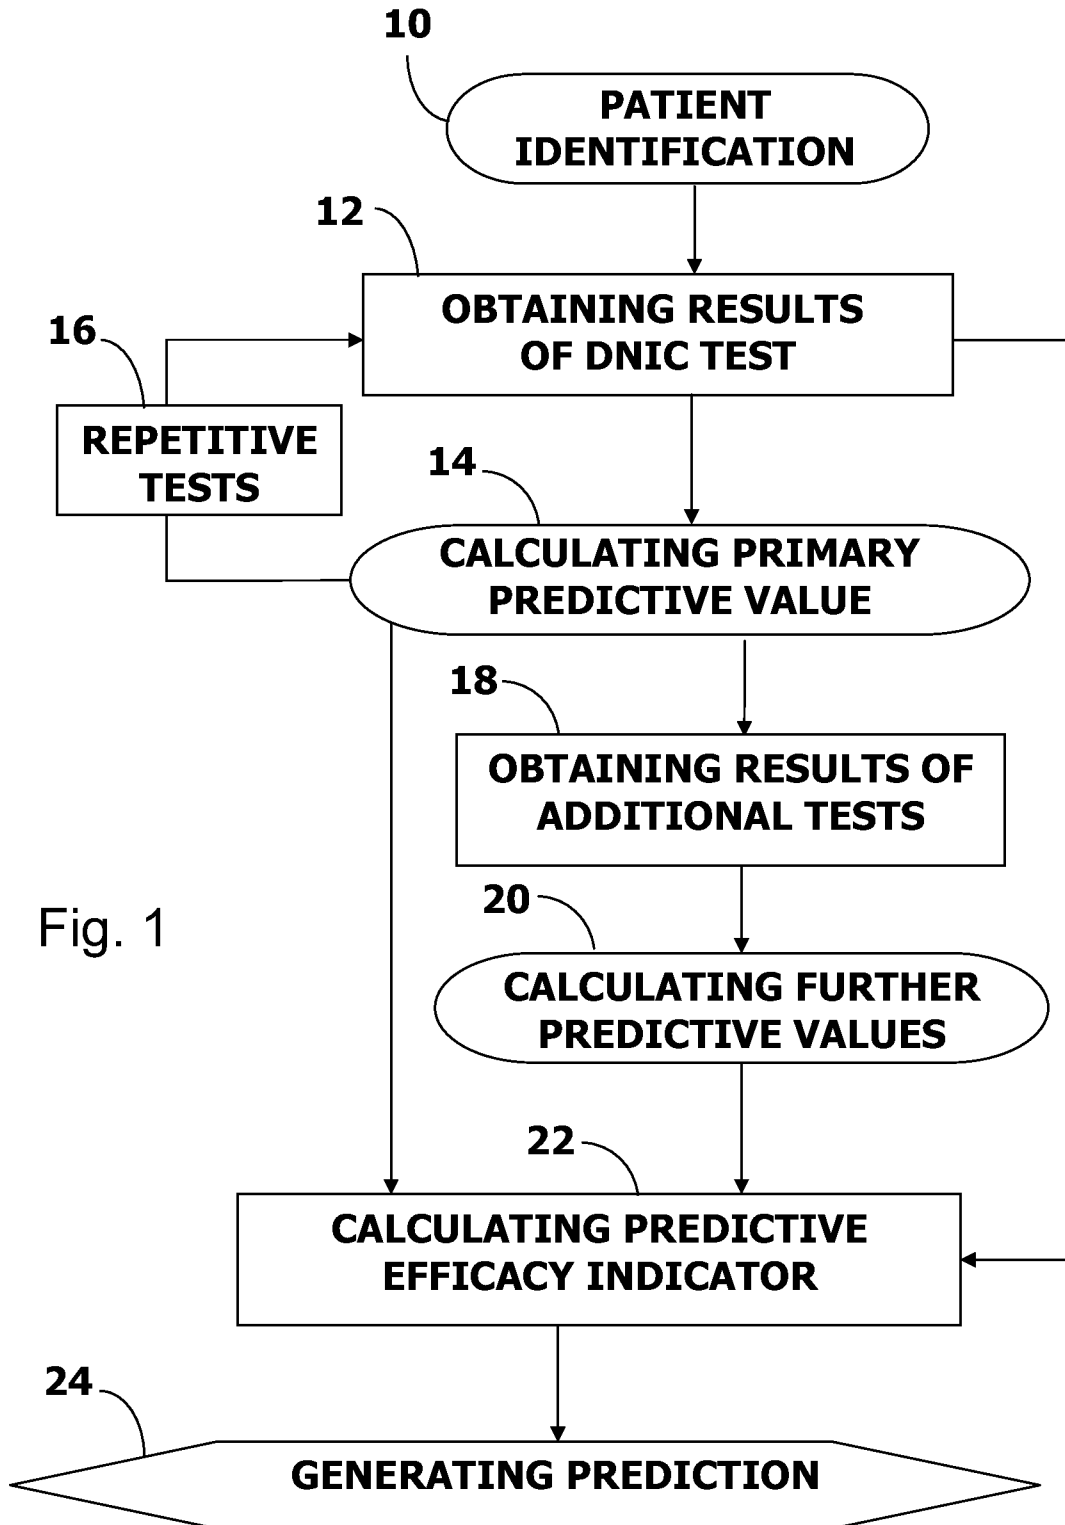 10
PATIENT
IDENTIFICATION
12
OBTAINING RESULTS
OF DNIC TEST
16
REPETITIVE
TESTS
14
CALCULATING PRIMARY
PREDICTIVE VALUE
18
OBTAINING RESULTS OF
ADDITIONAL TESTS
20
Fig. 1
CALCULATING FURTHER
PREDICTIVE VALUES
22
CALCULATING PREDICTIVE
EFFICACY INDICATOR
24
GENERATING PREDICTION